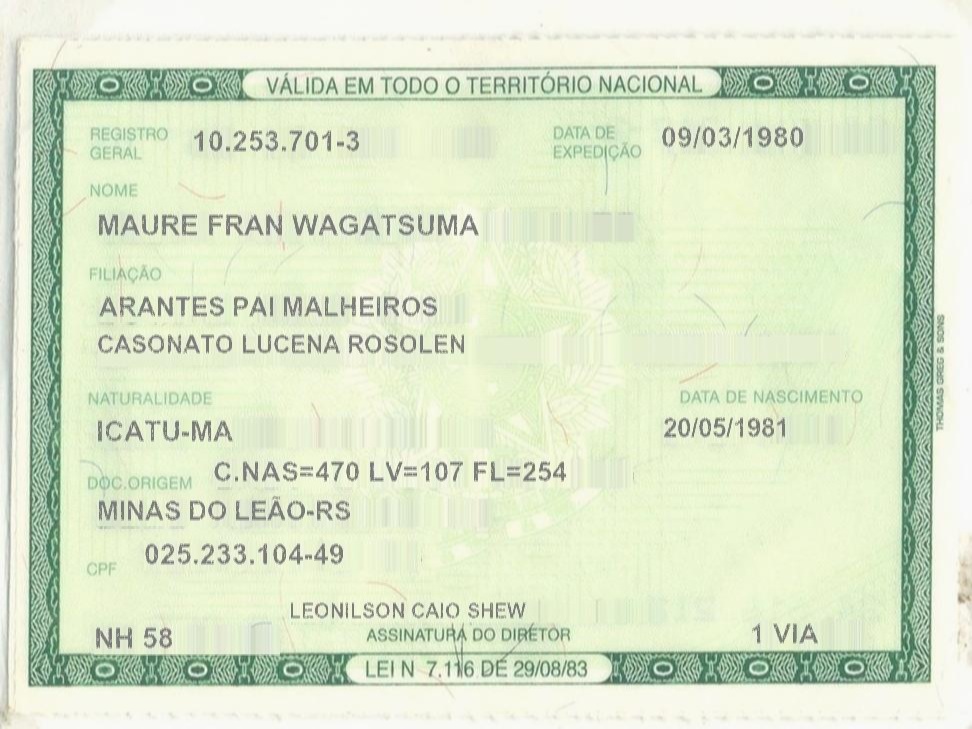 VÁLIDA EM TODO O TERRITÓRIO NACIONAL
REGISTRO GERAL 10.253.701-3 DATA DE EXPEDIÇÃO 09/03/1980
NOME
MAURE FRAN WAGATSUMA
FILIAÇÃO
ARANTES PAI MALHEIROS
CASONATO LUCENA ROSOLEN
NATURALIDADE DATA DE NASCIMENTO
ICATU-MA 20/05/1981
DOC.ORIGEM C.NAS=470 LV=107 FL=254
MINAS DO LEÃO-RS
CPF 025.233.104-49
LEONILSON CAIO SHEW
NH 58 ASSINATURA DO DIRETOR 1 VIA
LEI N 7.116 DE 29/08/83
THOMAS GREG & SONS